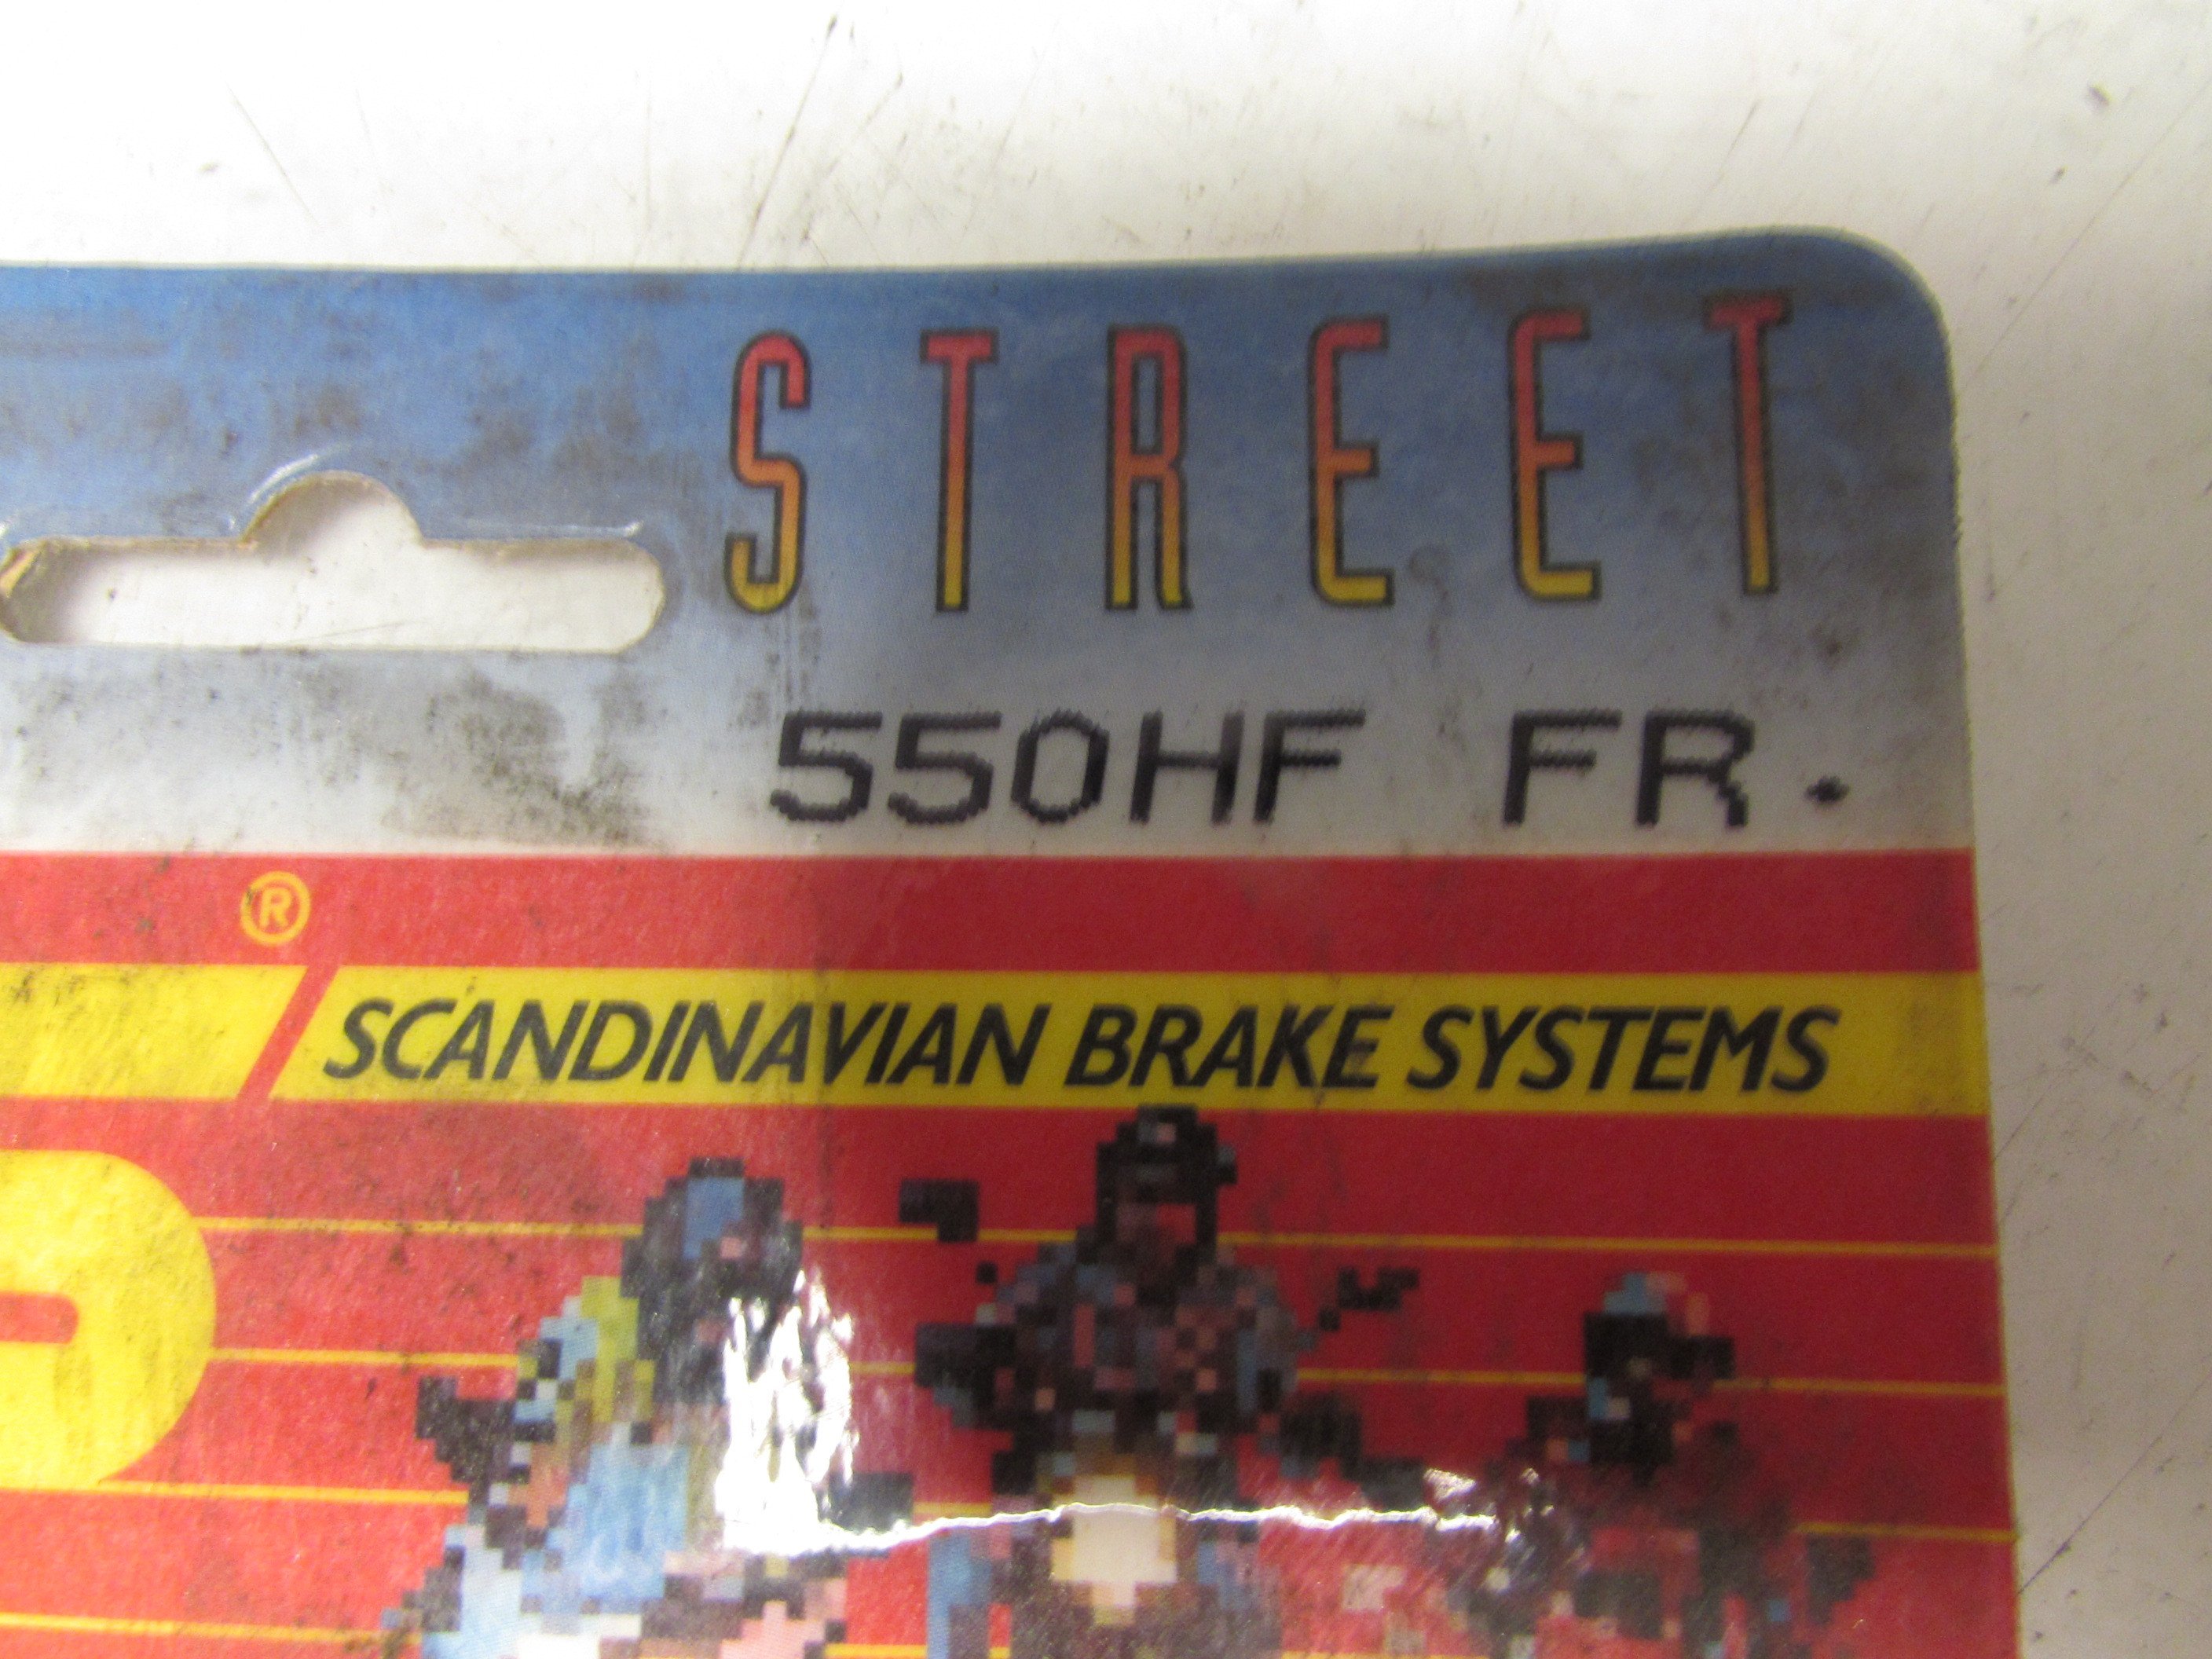 STREET
550HF FR.
®
SCANDINAVIAN BRAKE SYSTEMS